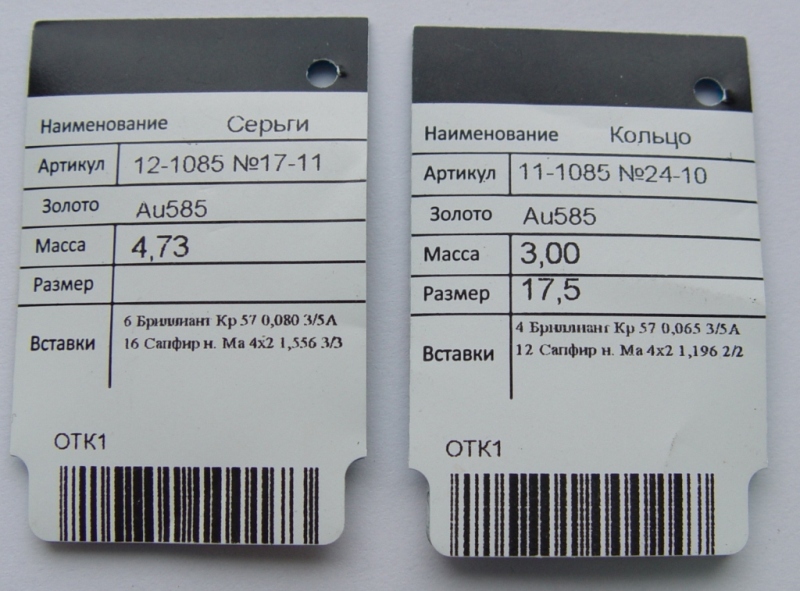 Наименование Серьги
Артикул 12-1085 №17-11
Золото Au585
Масса 4,73
Размер
Вставки
6 Бриллиант Кр 57 0,080 3/5А
16 Сапфир н. Ма 4х2 1,556 3/3
ОТК1
Наименование Кольцо
Артикул 11-1085 №24-10
Золото Au585
Масса 3,00
Размер 17,5
Вставки
4 Бриллиант Кр 57 0,065 3/5А
12 Сапфир н. Ма 4х2 1,196 2/2
ОТК1